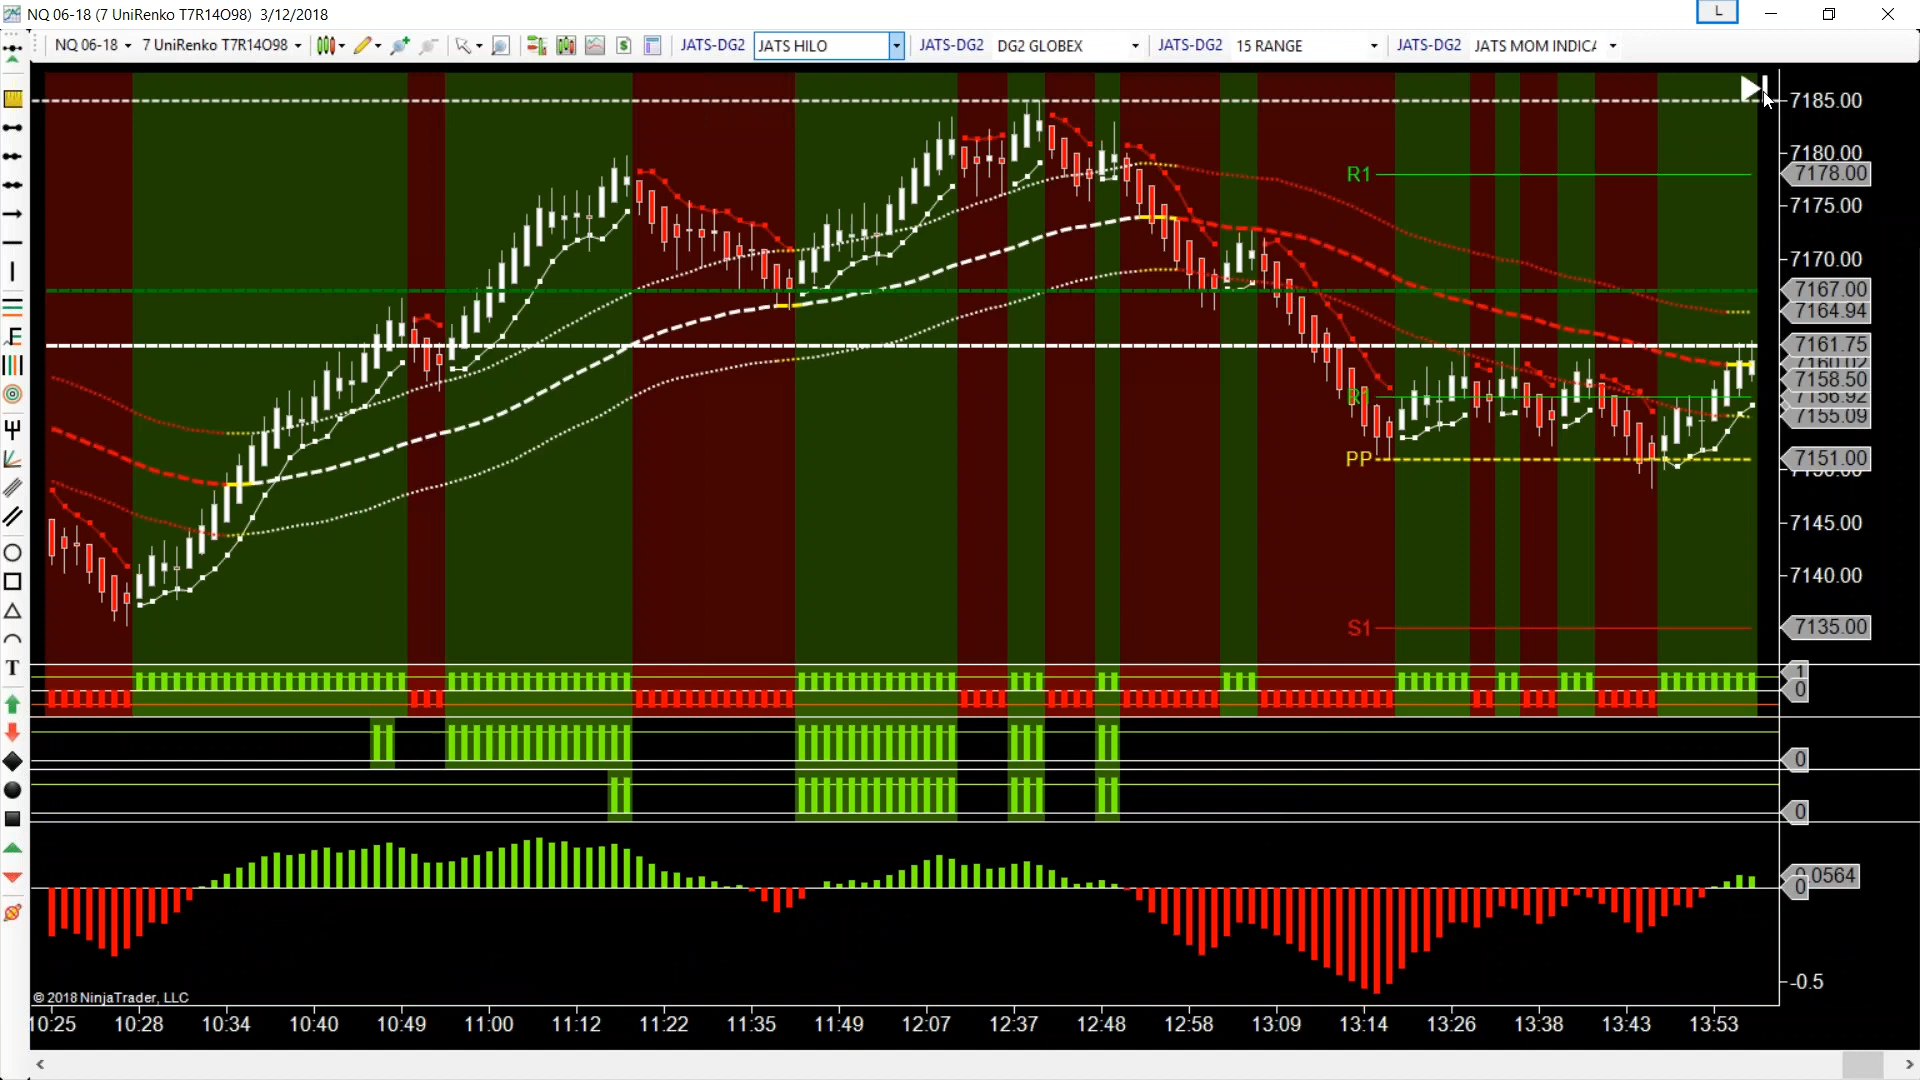 NQ 06-18 (7 UniRenko T7R14O98) 3/12/2018
L
NQ 06-18 7 UniRenko T7R14O98 JATS-DG2 JATS HILO JATS-DG2 DG2 GLOBEX JATS-DG2 15 RANGE JATS-DG2 JATS MOM INDICA
7185.00
7180.00
R1 7178.00
7175.00
7170.00
7167.00
7164.94
7161.75
7160.02
7158.50
R1 7156.92
7155.09
PP 7151.00
7145.00
7140.00
S1 7135.00
T
1
0
0
0
0.0564
0
-0.5
© 2018 NinjaTrader, LLC
10:25 10:28 10:34 10:40 10:49 11:00 11:12 11:22 11:35 11:49 12:07 12:37 12:48 12:58 13:09 13:14 13:26 13:38 13:43 13:53